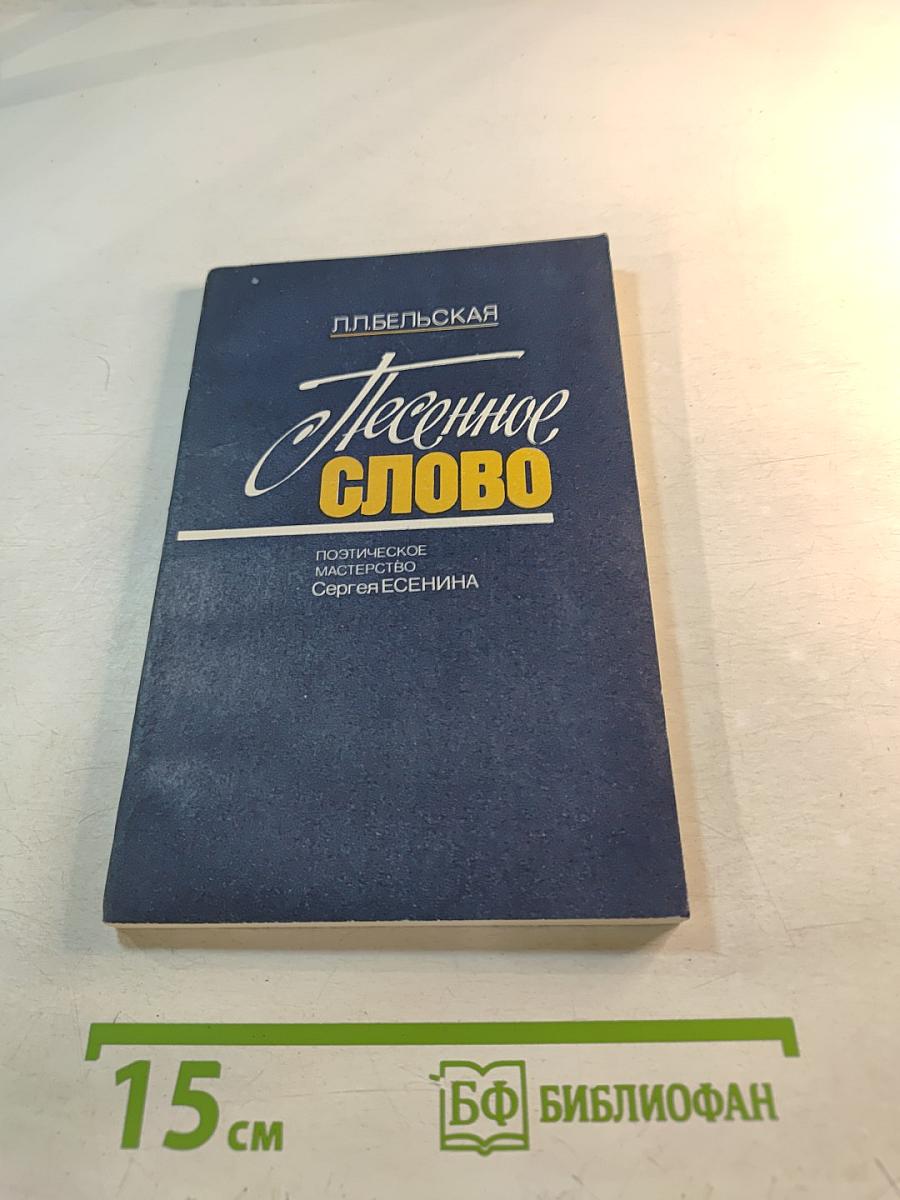 Л.Л.БЕЛЬСКАЯ
Песенное
СЛОВО
ПОЭТИЧЕСКОЕ
МАСТЕРСТВО
Сергея ЕСЕНИНА
15 см
БФ БИБЛИОФАН